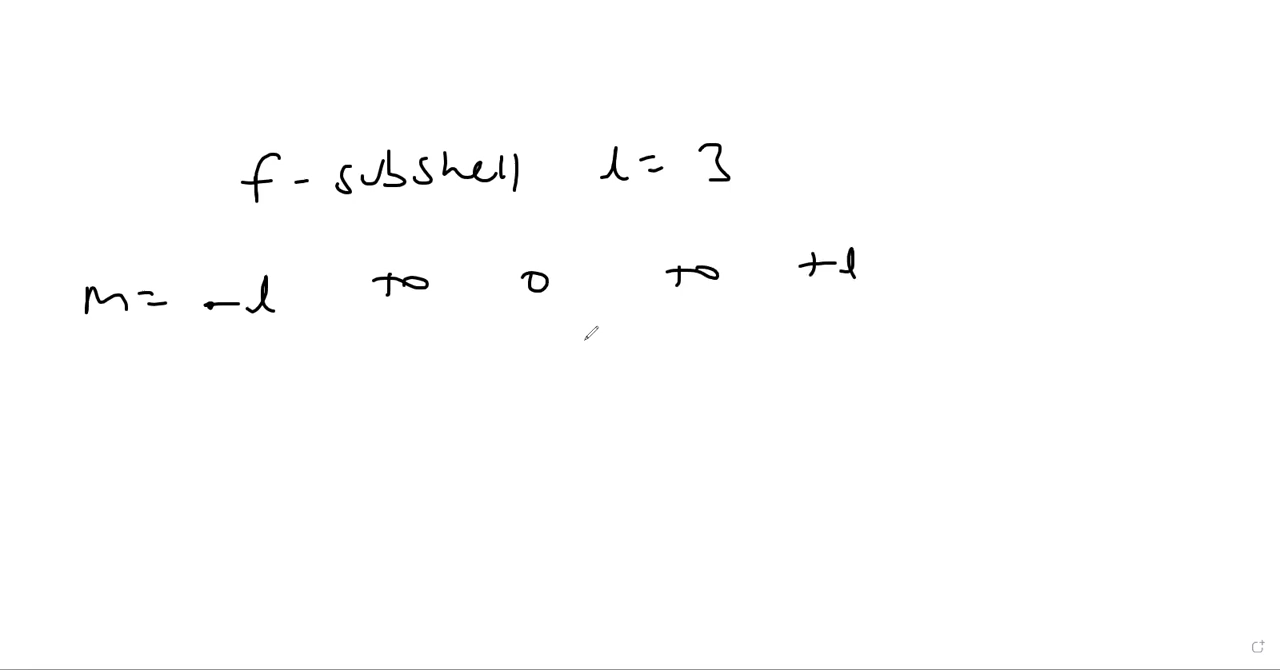 f - subshell l = 3
m = -l to 0 to +l